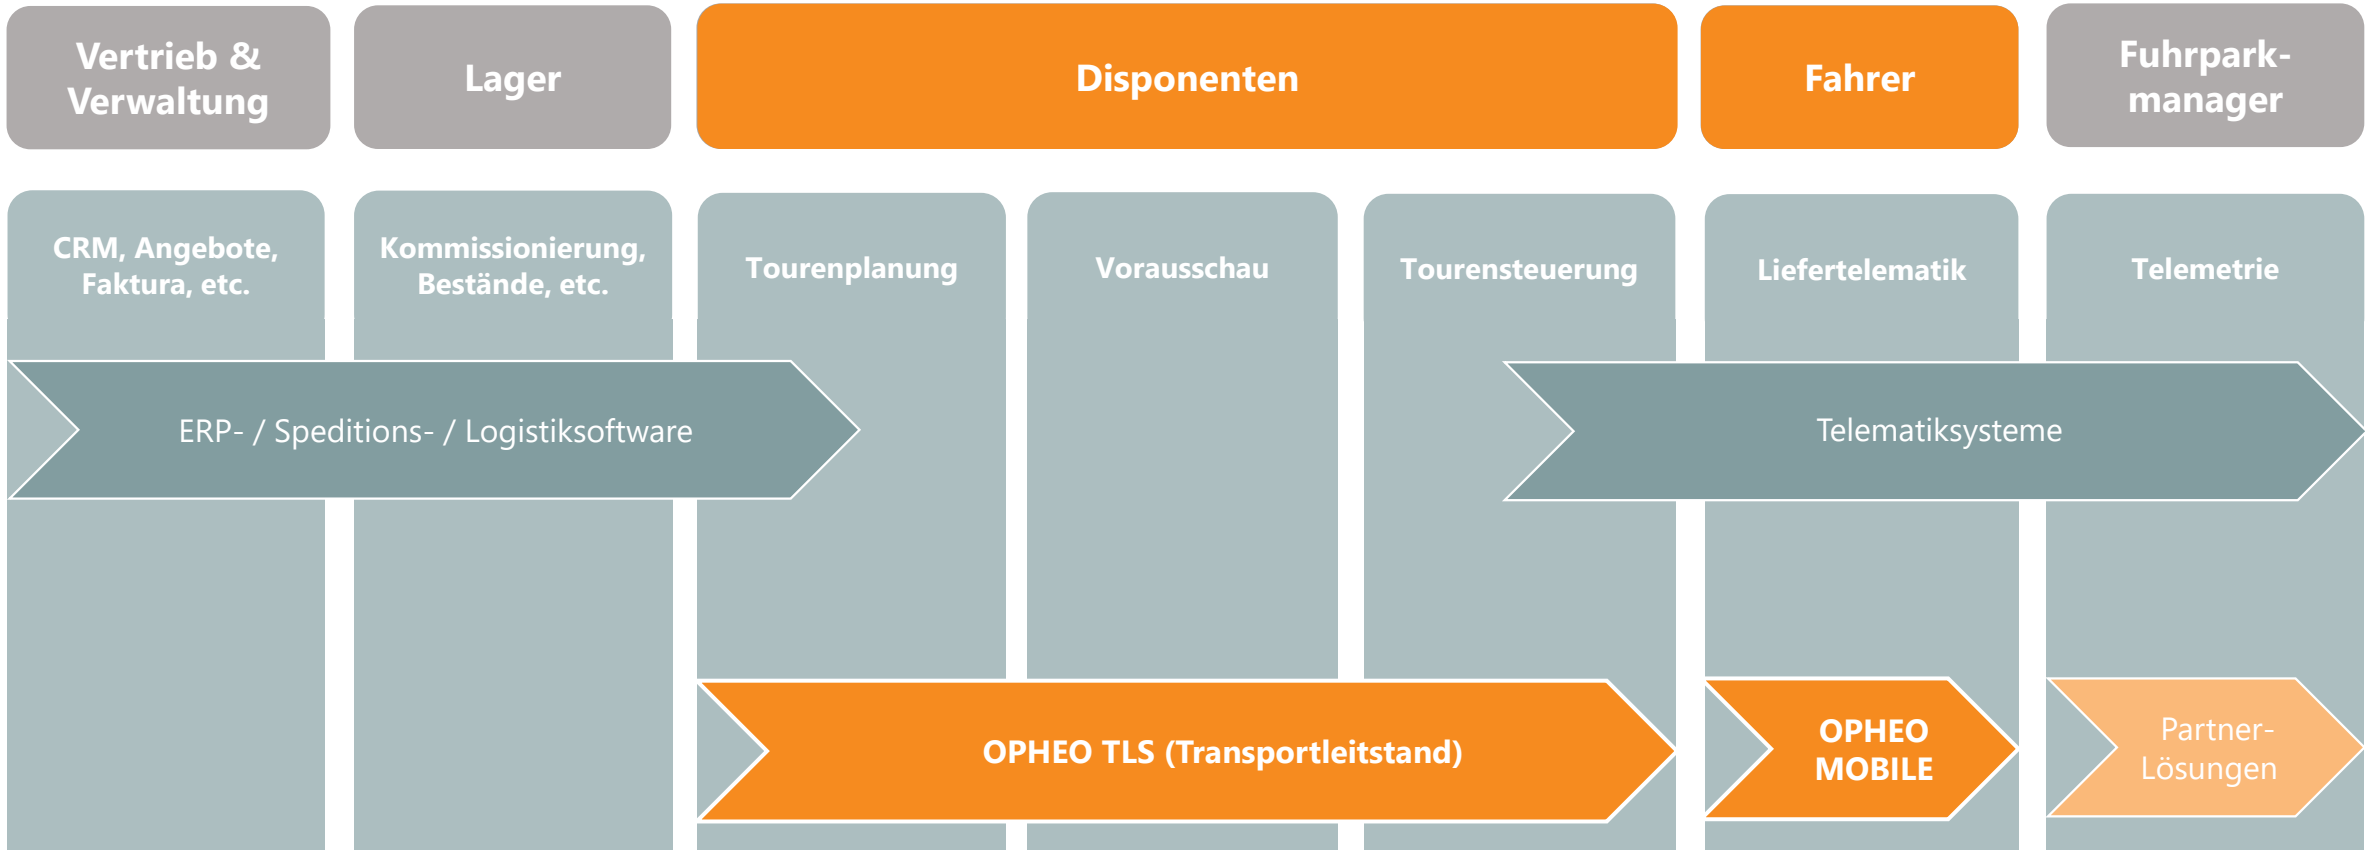 Vertrieb &
Verwaltung
Lager
Disponenten
Fahrer
Fuhrpark-
manager
CRM, Angebote,
Faktura, etc.
Kommissionierung,
Bestände, etc.
Tourenplanung
Vorausschau
Tourensteuerung
Liefertelematik
Telemetrie
ERP- / Speditions- / Logistiksoftware
Telematiksysteme
OPHEO TLS (Transportleitstand)
OPHEO
MOBILE
Partner-
Lösungen